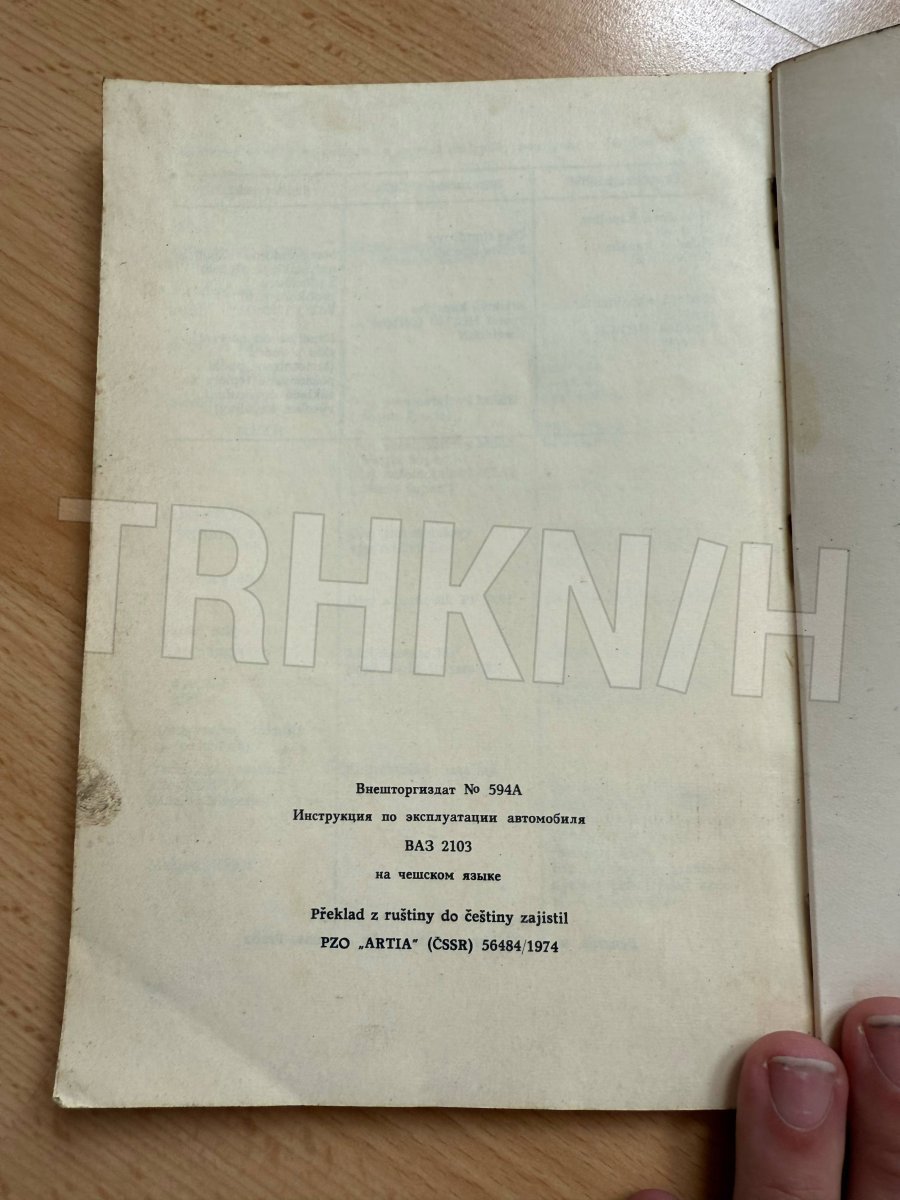 TRHKNIH
Внешторгиздат № 594А
Инструкция по эксплуатации автомобиля
ВАЗ 2103
на чешском языке
Překlad z ruštiny do češtiny zajistil
PZO „ARTIA“ (ČSSR) 56484/1974